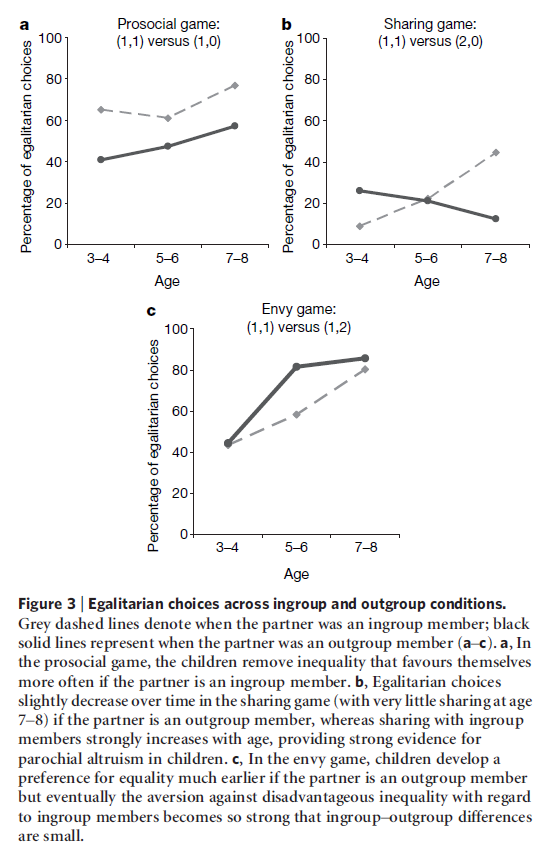 a
Prosocial game:
(1,1) versus (1,0)
Percentage of egalitarian choices
100
80
60
40
20
0
3–4
5–6
7–8
Age
b
Sharing game:
(1,1) versus (2,0)
Percentage of egalitarian choices
100
80
60
40
20
0
3–4
5–6
7–8
Age
c
Envy game:
(1,1) versus (1,2)
Percentage of egalitarian choices
100
80
60
40
20
0
3–4
5–6
7–8
Age
Figure 3 | Egalitarian choices across ingroup and outgroup conditions.
Grey dashed lines denote when the partner was an ingroup member; black
solid lines represent when the partner was an outgroup member (a–c). a, In
the prosocial game, the children remove inequality that favours themselves
more often if the partner is an ingroup member. b, Egalitarian choices
slightly decrease over time in the sharing game (with very little sharing at age
7–8) if the partner is an outgroup member, whereas sharing with ingroup
members strongly increases with age, providing strong evidence for
parochial altruism in children. c, In the envy game, children develop a
preference for equality much earlier if the partner is an outgroup member
but eventually the aversion against disadvantageous inequality with regard
to ingroup members becomes so strong that ingroup–outgroup differences
are small.